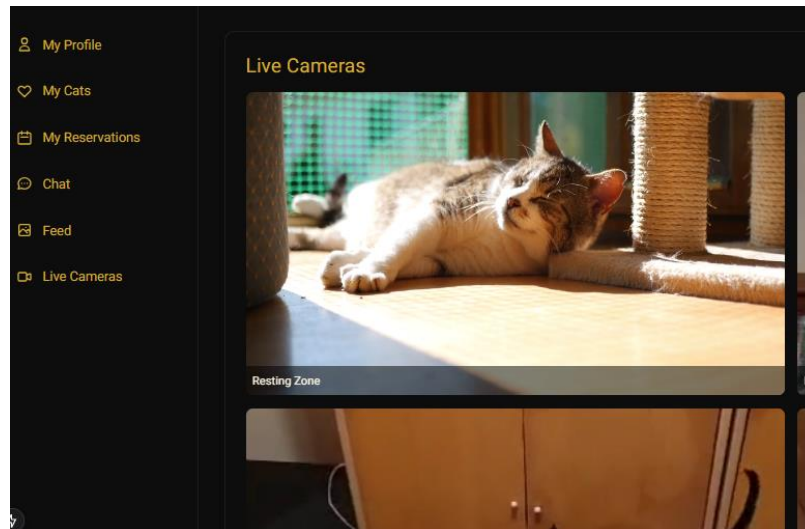 My Profile
My Cats
My Reservations
Chat
Feed
Live Cameras
Live Cameras
Resting Zone